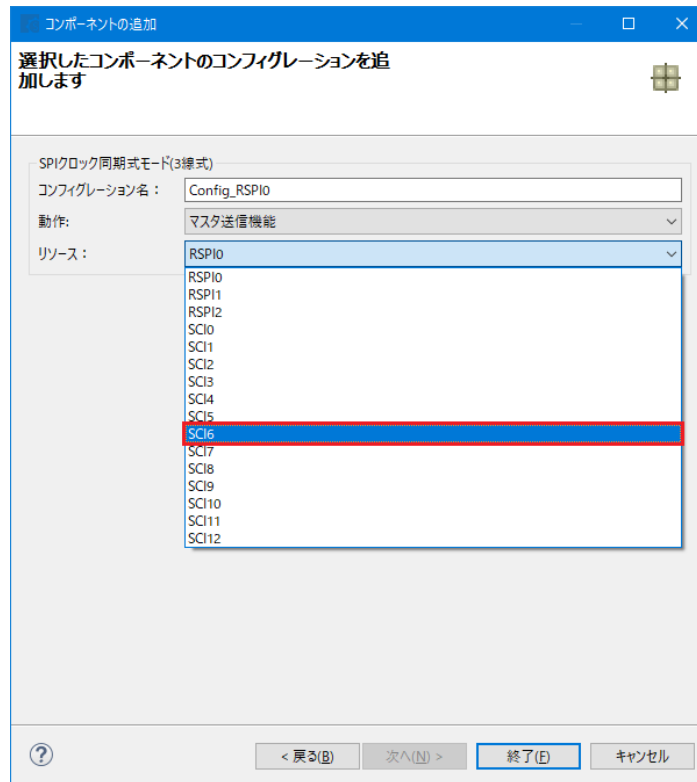 コンポーネントの追加
選択したコンポーネントのコンフィグレーションを追
加します
SPIクロック同期式モード(3線式)
コンフィグレーション名：
Config_RSPI0
動作:
マスタ送信機能
リソース：
RSPI0
RSPI0
RSPI1
RSPI2
SCI0
SCI1
SCI2
SCI3
SCI4
SCI5
SCI6
SCI7
SCI8
SCI9
SCI10
SCI11
SCI12
?
< 戻る(B)
次へ(N) >
終了(F)
キャンセル